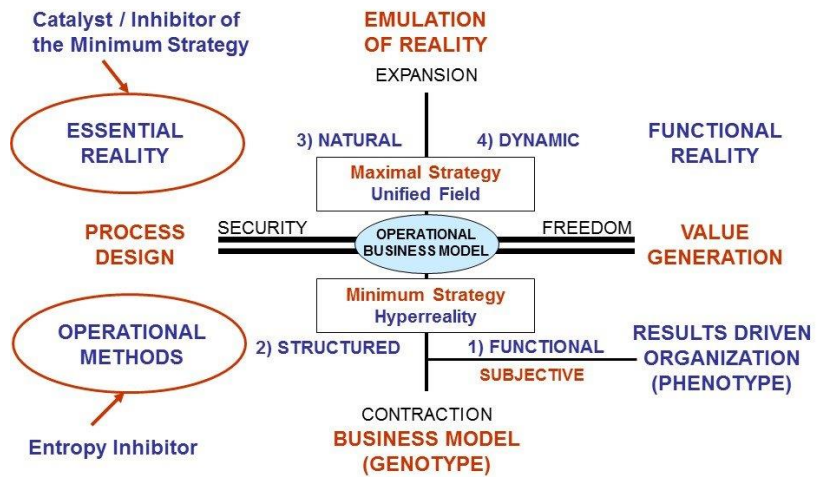 Catalyst / Inhibitor of
the Minimum Strategy
EMULATION
OF REALITY
EXPANSION
ESSENTIAL
REALITY
3) NATURAL
4) DYNAMIC
FUNCTIONAL
REALITY
Maximal Strategy
Unified Field
PROCESS
DESIGN
SECURITY
OPERATIONAL
BUSINESS MODEL
FREEDOM
VALUE
GENERATION
Minimum Strategy
Hyperreality
OPERATIONAL
METHODS
2) STRUCTURED
1) FUNCTIONAL
SUBJECTIVE
RESULTS DRIVEN
ORGANIZATION
(PHENOTYPE)
CONTRACTION
BUSINESS MODEL
(GENOTYPE)
Entropy Inhibitor